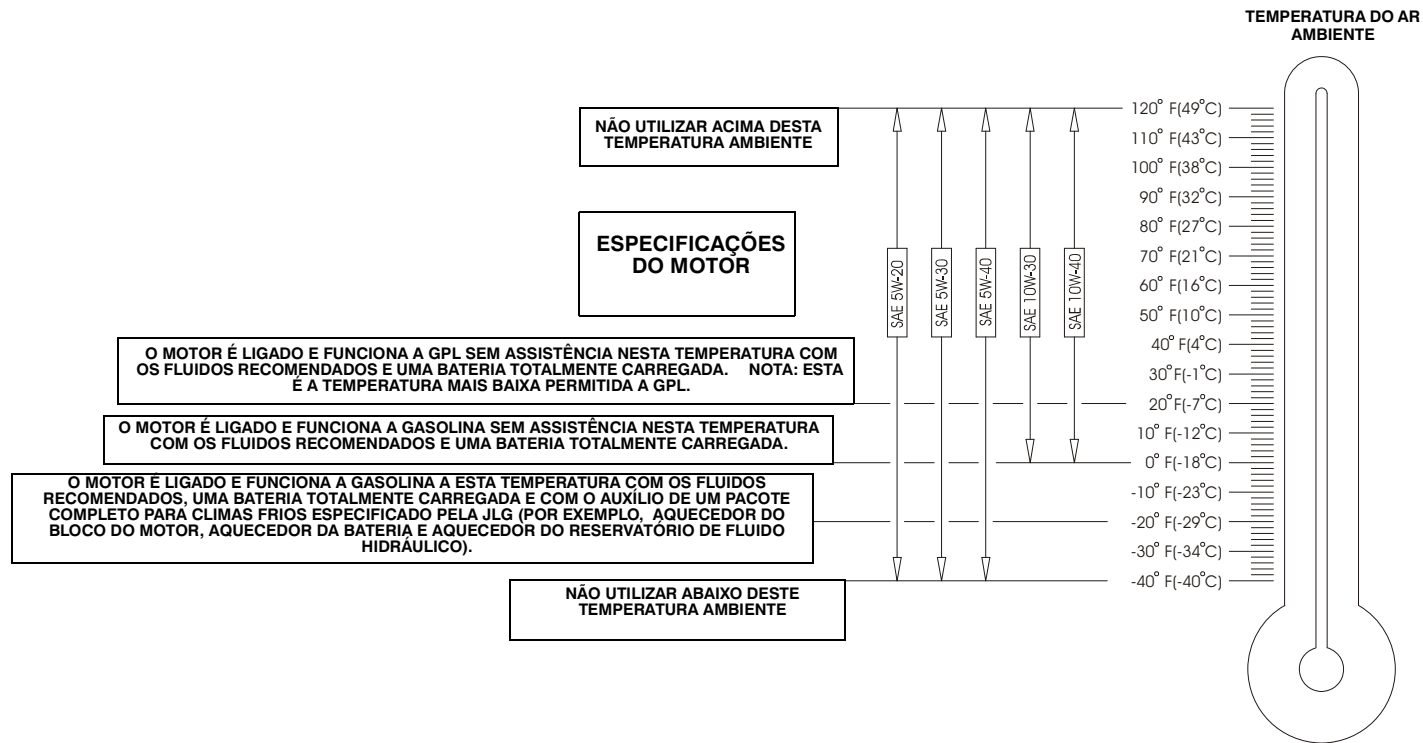 TEMPERATURA DO AR
AMBIENTE
NÃO UTILIZAR ACIMA DESTA
TEMPERATURA AMBIENTE
ESPECIFICAÇÕES
DO MOTOR
O MOTOR É LIGADO E FUNCIONA A GPL SEM ASSISTÊNCIA NESTA TEMPERATURA COM
OS FLUIDOS RECOMENDADOS E UMA BATERIA TOTALMENTE CARREGADA. NOTA: ESTA
É A TEMPERATURA MAIS BAIXA PERMITIDA A GPL.
O MOTOR É LIGADO E FUNCIONA A GASOLINA SEM ASSISTÊNCIA NESTA TEMPERATURA
COM OS FLUIDOS RECOMENDADOS E UMA BATERIA TOTALMENTE CARREGADA.
O MOTOR É LIGADO E FUNCIONA A GASOLINA A ESTA TEMPERATURA COM OS FLUIDOS
RECOMENDADOS, UMA BATERIA TOTALMENTE CARREGADA E COM O AUXÍLIO DE UM PACOTE
COMPLETO PARA CLIMAS FRIOS ESPECIFICADO PELA JLG (POR EXEMPLO, AQUECEDOR DO
BLOCO DO MOTOR, AQUECEDOR DA BATERIA E AQUECEDOR DO RESERVATÓRIO DE FLUIDO
HIDRÁULICO).
NÃO UTILIZAR ABAIXO DESTE
TEMPERATURA AMBIENTE
SAE 5W-20
SAE 5W-30
SAE 5W-40
SAE 10W-30
SAE 10W-40
120° F(49°C)
110° F(43°C)
100° F(38°C)
90° F(32°C)
80° F(27°C)
70° F(21°C)
60° F(16°C)
50° F(10°C)
40° F(4°C)
30°F(-1°C)
20°F(-7°C)
10° F(-12°C)
0° F(-18°C)
-10° F(-23°C)
-20° F(-29°C)
-30° F(-34°C)
-40° F(-40°C)